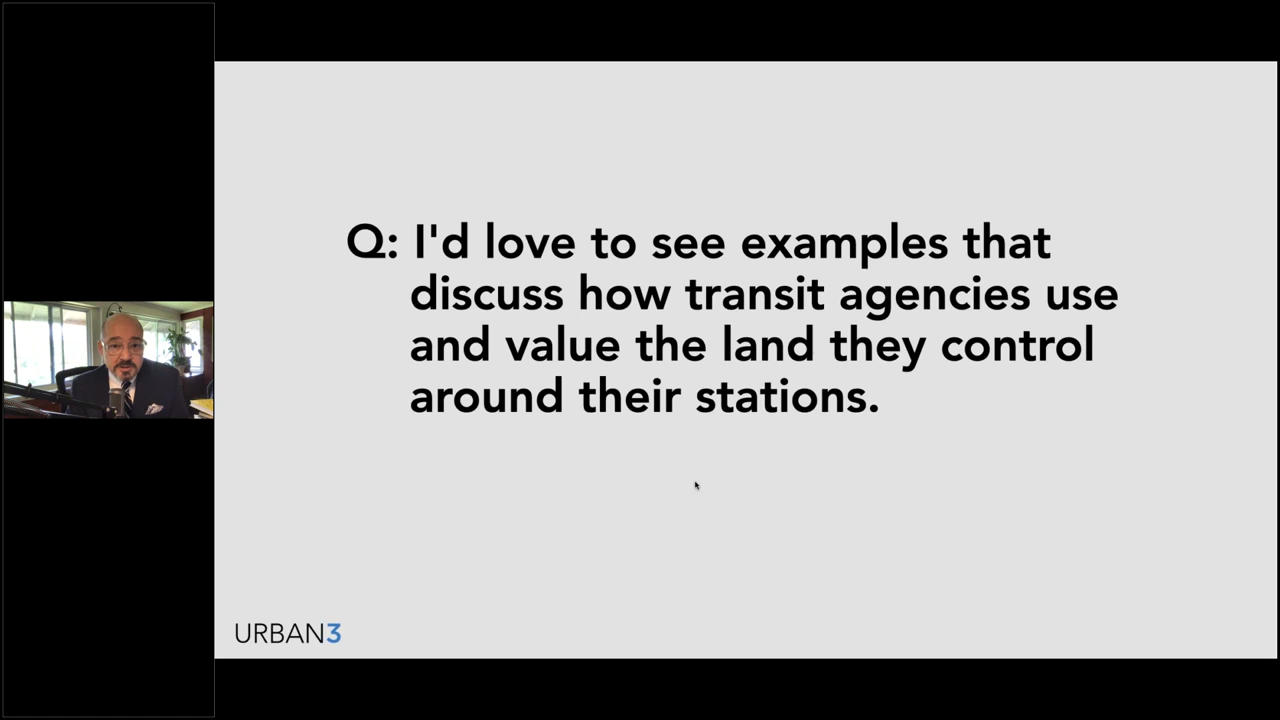 Q: I'd love to see examples that
discuss how transit agencies use
and value the land they control
around their stations.
URBAN3